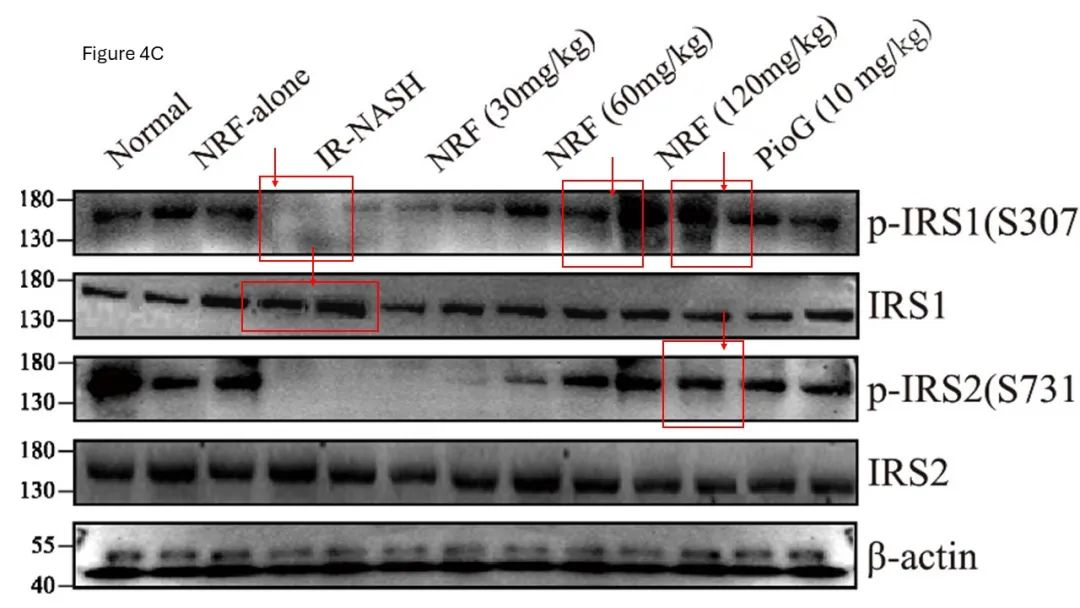 Figure 4C
Normal
NRF-alone
IR-NASH
NRF (30mg/kg)
NRF (60mg/kg)
NRF (120mg/kg)
PioG (10 mg/kg)
180
130
p-IRS1(S307
180
130
IRS1
180
130
p-IRS2(S731
180
130
IRS2
55
40
β-actin